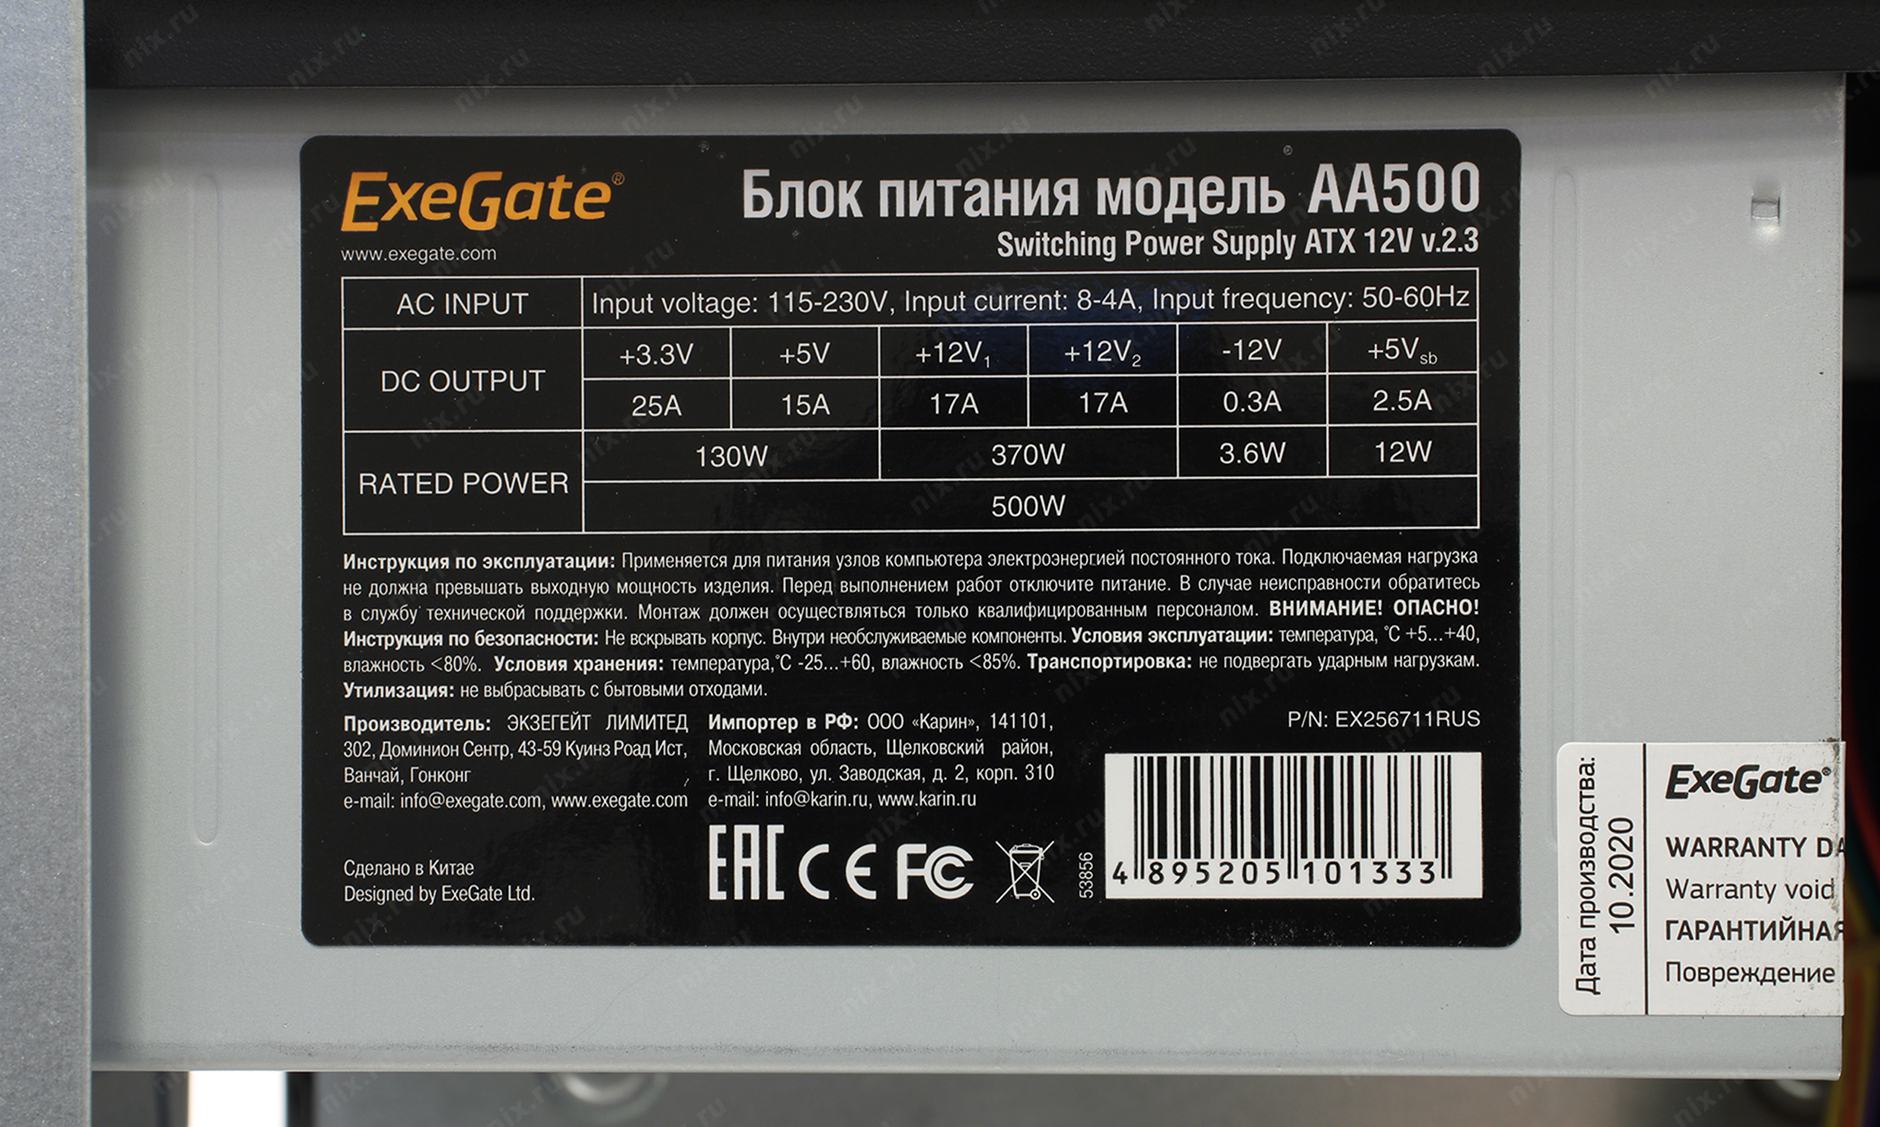 ExeGate®
www.exegate.com
Блок питания модель AA500
Switching Power Supply ATX 12V v.2.3
AC INPUT Input voltage: 115-230V, Input current: 8-4A, Input frequency: 50-60Hz
DC OUTPUT +3.3V +5V +12V1 +12V2 -12V +5Vsb
25A 15A 17A 17A 0.3A 2.5A
RATED POWER 130W 370W 3.6W 12W
500W
Инструкция по эксплуатации: Применяется для питания узлов компьютера электроэнергией постоянного тока. Подключаемая нагрузка
не должна превышать выходную мощность изделия. Перед выполнением работ отключите питание. В случае неисправности обратитесь
в службу технической поддержки. Монтаж должен осуществляться только квалифицированным персоналом. ВНИМАНИЕ! ОПАСНО!
Инструкция по безопасности: Не вскрывать корпус. Внутри необслуживаемые компоненты. Условия эксплуатации: температура, °С +5...+40,
влажность <80%. Условия хранения: температура,°С -25...+60, влажность <85%. Транспортировка: не подвергать ударным нагрузкам.
Утилизация: не выбрасывать с бытовыми отходами.
Производитель: ЭКЗЕГЕЙТ ЛИМИТЕД
302, Доминион Сентр, 43-59 Куинз Роад Ист,
Ванчай, Гонконг
e-mail: info@exegate.com, www.exegate.com
Импортер в РФ: ООО «Карин», 141101,
Московская область, Щелковский район,
г. Щелково, ул. Заводская, д. 2, корп. 310
e-mail: info@karin.ru, www.karin.ru
P/N: EX256711RUS
Сделано в Китае
Designed by ExeGate Ltd.
EAC CE FC
53856
4 895205 101333
Дата производства:
10.2020
ExeGate®
WARRANTY DA
Warranty void
ГАРАНТИЙНАЯ
Повреждение
nix.ru